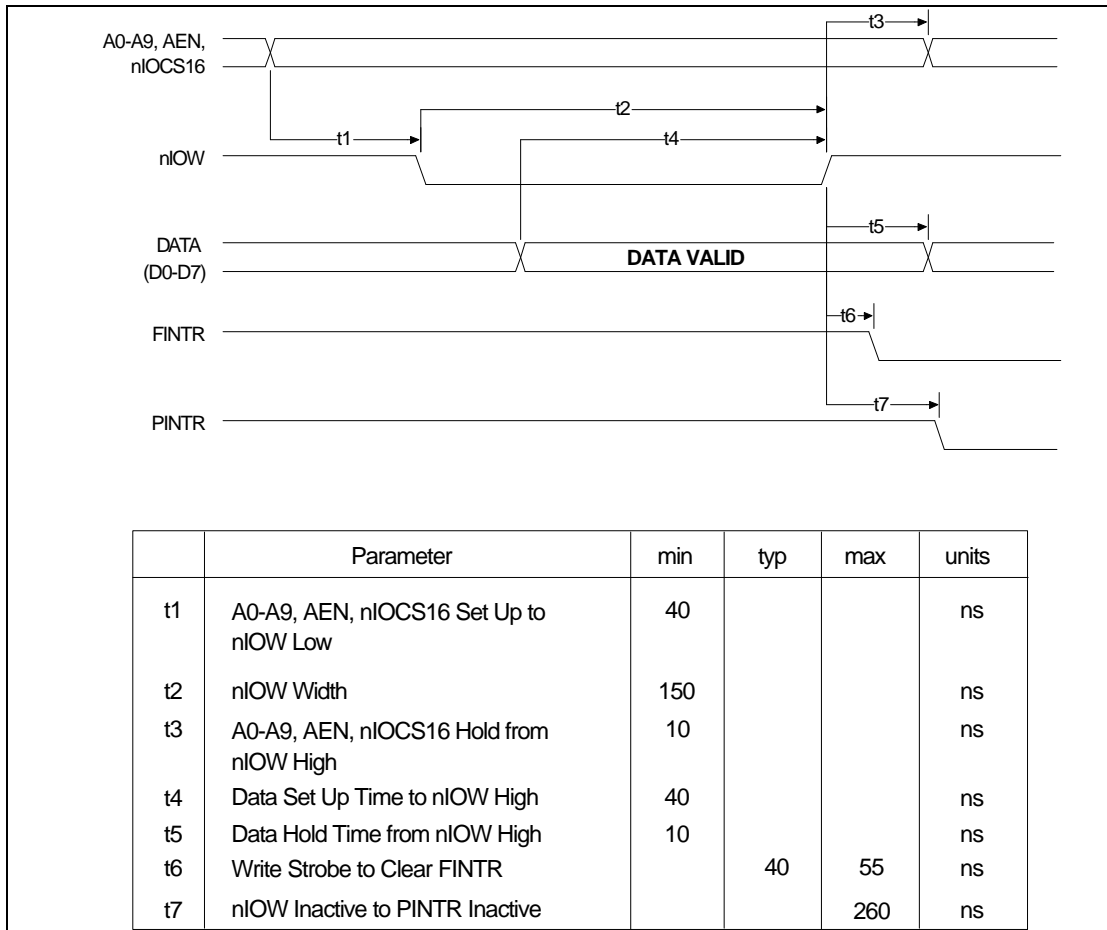 t3
A0-A9, AEN,
nIOCS16
t2
t1
t4
nIOW
t5
DATA
(D0-D7)
DATA VALID
t6
FINTR
t7
PINTR
Parameter min typ max units
t1 A0-A9, AEN, nIOCS16 Set Up to
nIOW Low 40 ns
t2 nIOW Width 150 ns
t3 A0-A9, AEN, nIOCS16 Hold from
nIOW High 10 ns
t4 Data Set Up Time to nIOW High 40 ns
t5 Data Hold Time from nIOW High 10 ns
t6 Write Strobe to Clear FINTR 40 55 ns
t7 nIOW Inactive to PINTR Inactive 260 ns